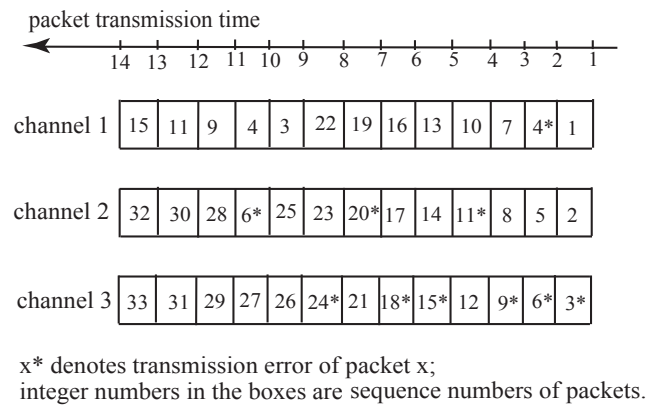 packet transmission time
14 13 12 11 10 9 8 7 6 5 4 3 2 1
channel 1 15 11 9 4 3 22 19 16 13 10 7 4* 1
channel 2 32 30 28 6* 25 23 20* 17 14 11* 8 5 2
channel 3 33 31 29 27 26 24* 21 18* 15* 12 9* 6* 3*
x* denotes transmission error of packet x;
integer numbers in the boxes are sequence numbers of packets.